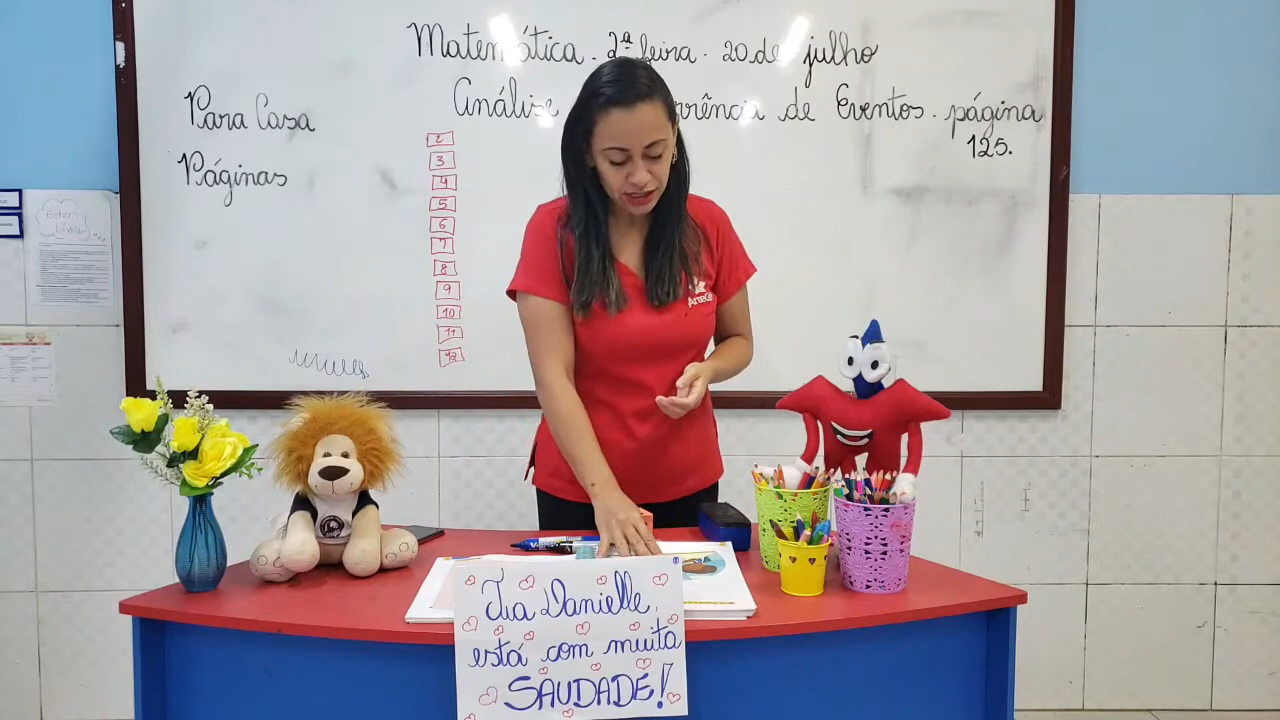 Matemática. 2ª feira. 20 de julho
Análise rrência de Eventos. página
125.
Para Casa
Páginas
2
3
4
5
6
7
8
9
10
11
12
Tia Danielle,
está com muita
SAUDADE!